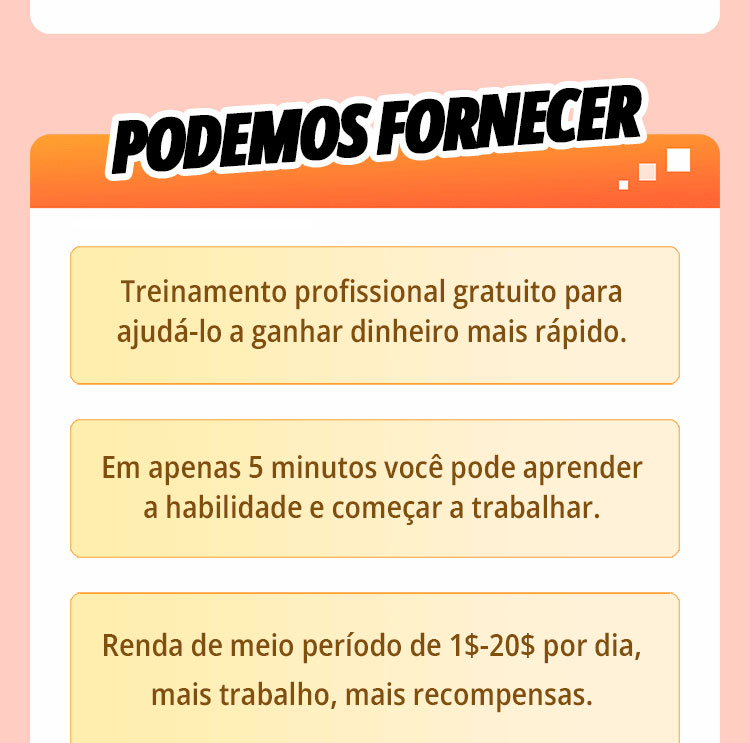 PODEMOS FORNECER
Treinamento profissional gratuito para
ajudá-lo a ganhar dinheiro mais rápido.
Em apenas 5 minutos você pode aprender
a habilidade e começar a trabalhar.
Renda de meio período de 1$-20$ por dia,
mais trabalho, mais recompensas.